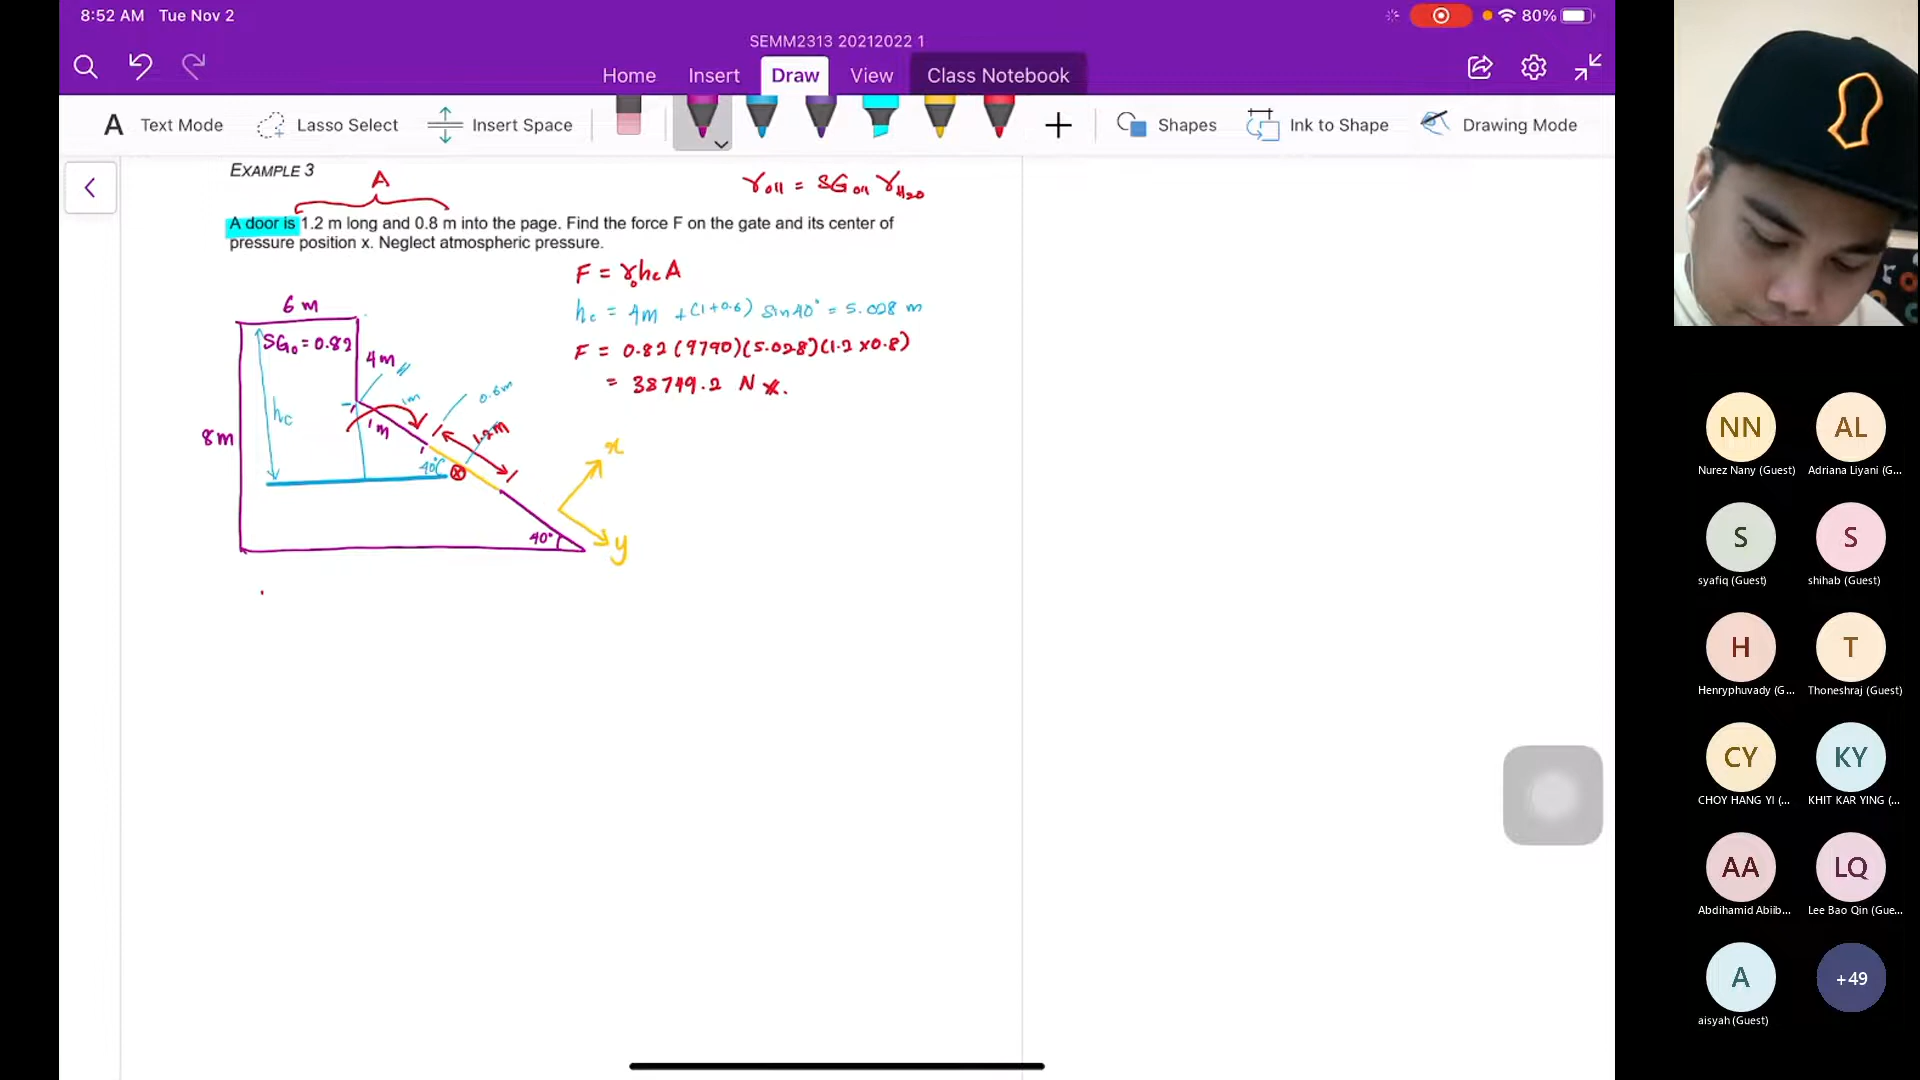 8:52 AM Tue Nov 2
80%
SEMM2313 20212022 1
Home Insert Draw View Class Notebook
A Text Mode Lasso Select Insert Space Shapes Ink to Shape Drawing Mode
EXAMPLE 3
A
γoil = SGoil γH2O
A door is 1.2 m long and 0.8 m into the page. Find the force F on the gate and its center of
pressure position x. Neglect atmospheric pressure.
F = γohcA
hc = 4m + (1+0.6) sin40° = 5.028 m
F = 0.82(9790)(5.028)(1.2 x0.8)
= 38749.2 N
6 m
SGo = 0.82
4m
hc
8m
1m
1m
0.6m
1.2m
40°
x
y
40°
NN
Nurez Nany (Guest)
AL
Adriana Liyani (G...
S
syafiq (Guest)
S
shihab (Guest)
H
Henryphuvady (G...
T
Thoneshraj (Guest)
CY
CHOY HANG YI (...
KY
KHIT KAR YING (...
AA
Abdihamid Abiib...
LQ
Lee Bao Qin (Gue...
A
aisyah (Guest)
+49